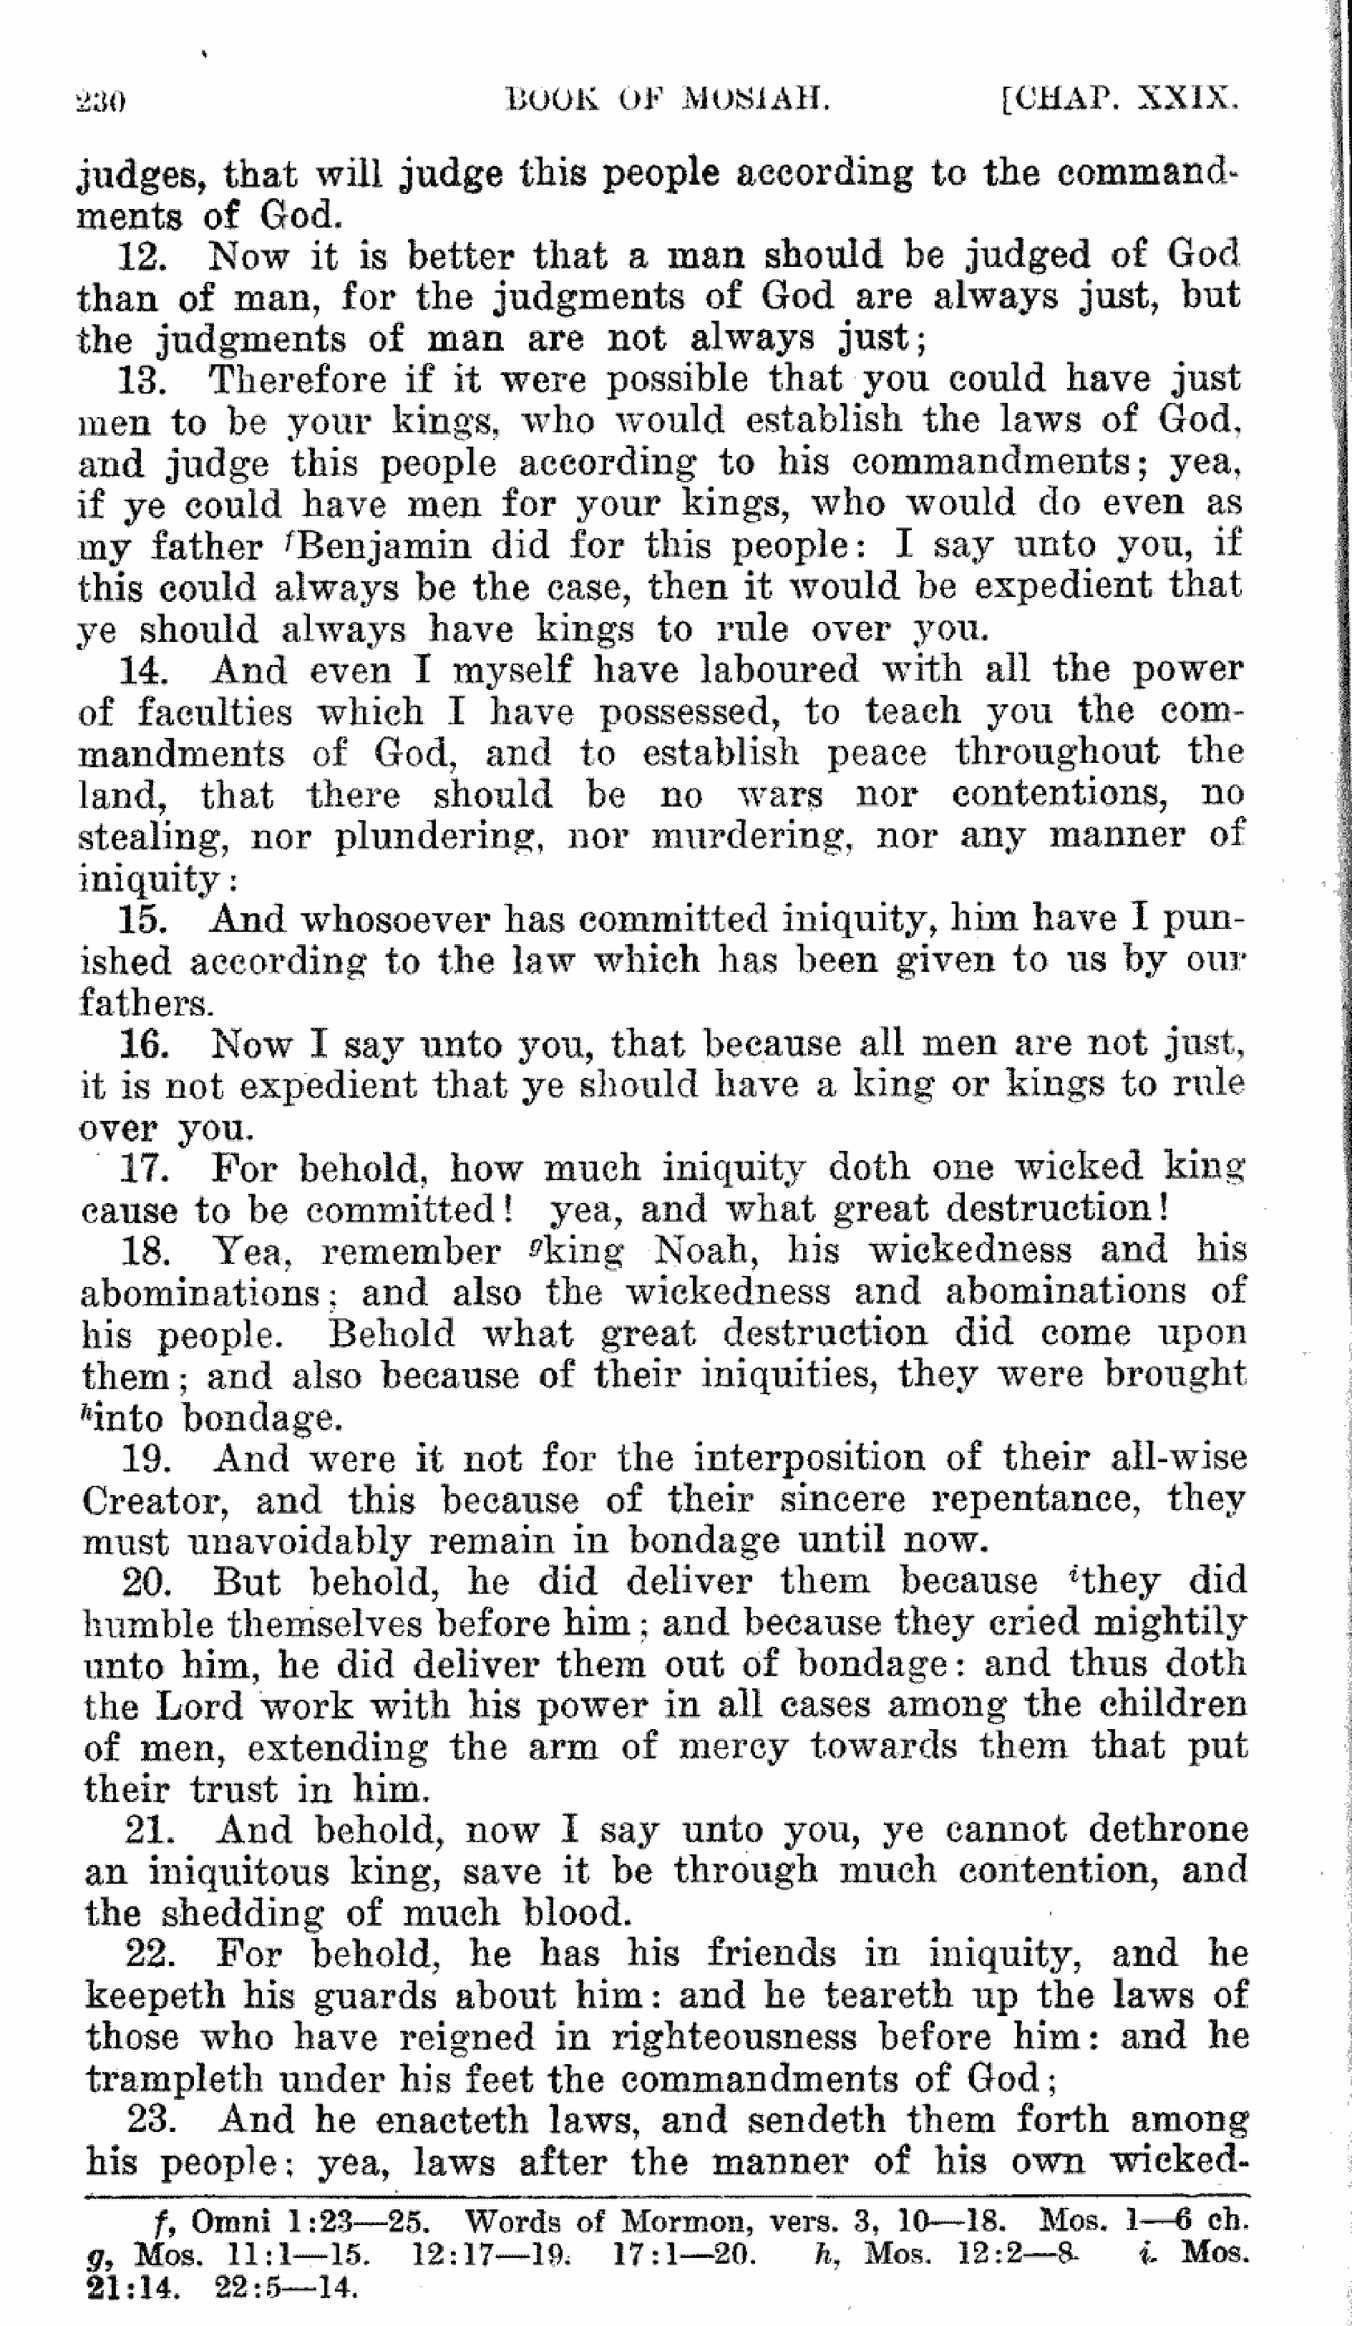 230 BOOK OF MOSIAH. [CHAP. XXIX.
judges, that will judge this people according to the command-
ments of God.
12. Now it is better that a man should be judged of God
than of man, for the judgments of God are always just, but
the judgments of man are not always just;
13. Therefore if it were possible that you could have just
men to be your kings, who would establish the laws of God,
and judge this people according to his commandments; yea,
if ye could have men for your kings, who would do even as
my father fBenjamin did for this people: I say unto you, if
this could always be the case, then it would be expedient that
ye should always have kings to rule over you.
14. And even I myself have laboured with all the power
of faculties which I have possessed, to teach you the com-
mandments of God, and to establish peace throughout the
land, that there should be no wars nor contentions, no
stealing, nor plundering, nor murdering, nor any manner of
iniquity:
15. And whosoever has committed iniquity, him have I pun-
ished according to the law which has been given to us by our
fathers.
16. Now I say unto you, that because all men are not just,
it is not expedient that ye should have a king or kings to rule
over you.
17. For behold, how much iniquity doth one wicked king
cause to be committed! yea, and what great destruction!
18. Yea, remember gking Noah, his wickedness and his
abominations; and also the wickedness and abominations of
his people. Behold what great destruction did come upon
them; and also because of their iniquities, they were brought
hinto bondage.
19. And were it not for the interposition of their all-wise
Creator, and this because of their sincere repentance, they
must unavoidably remain in bondage until now.
20. But behold, he did deliver them because ithey did
humble themselves before him; and because they cried mightily
unto him, he did deliver them out of bondage: and thus doth
the Lord work with his power in all cases among the children
of men, extending the arm of mercy towards them that put
their trust in him.
21. And behold, now I say unto you, ye cannot dethrone
an iniquitous king, save it be through much contention, and
the shedding of much blood.
22. For behold, he has his friends in iniquity, and he
keepeth his guards about him: and he teareth up the laws of
those who have reigned in righteousness before him: and he
trampleth under his feet the commandments of God;
23. And he enacteth laws, and sendeth them forth among
his people; yea, laws after the manner of his own wicked-
f, Omni 1:23—25. Words of Mormon, vers. 3, 10—18. Mos. 1—6 ch.
g, Mos. 11:1—15. 12:17—19. 17:1—20. h, Mos. 12:2—8. i. Mos.
21:14. 22:5—14.